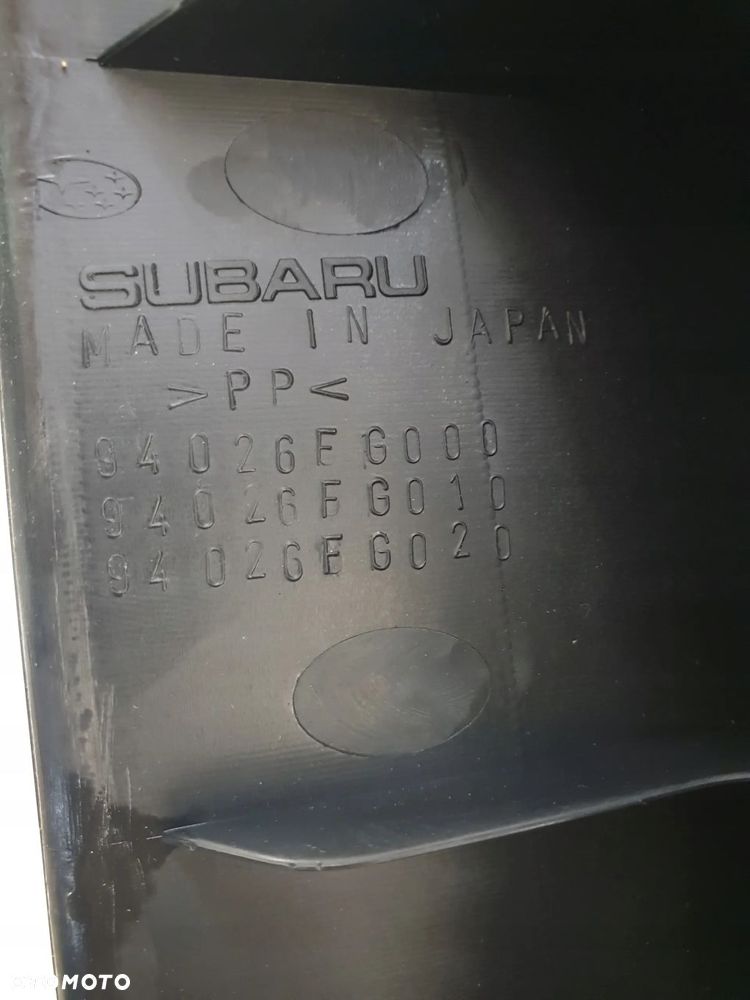 SUBARU
MADE IN JAPAN
>PP<
94026FG000
94026FG010
94026FG020
OTOMOTO